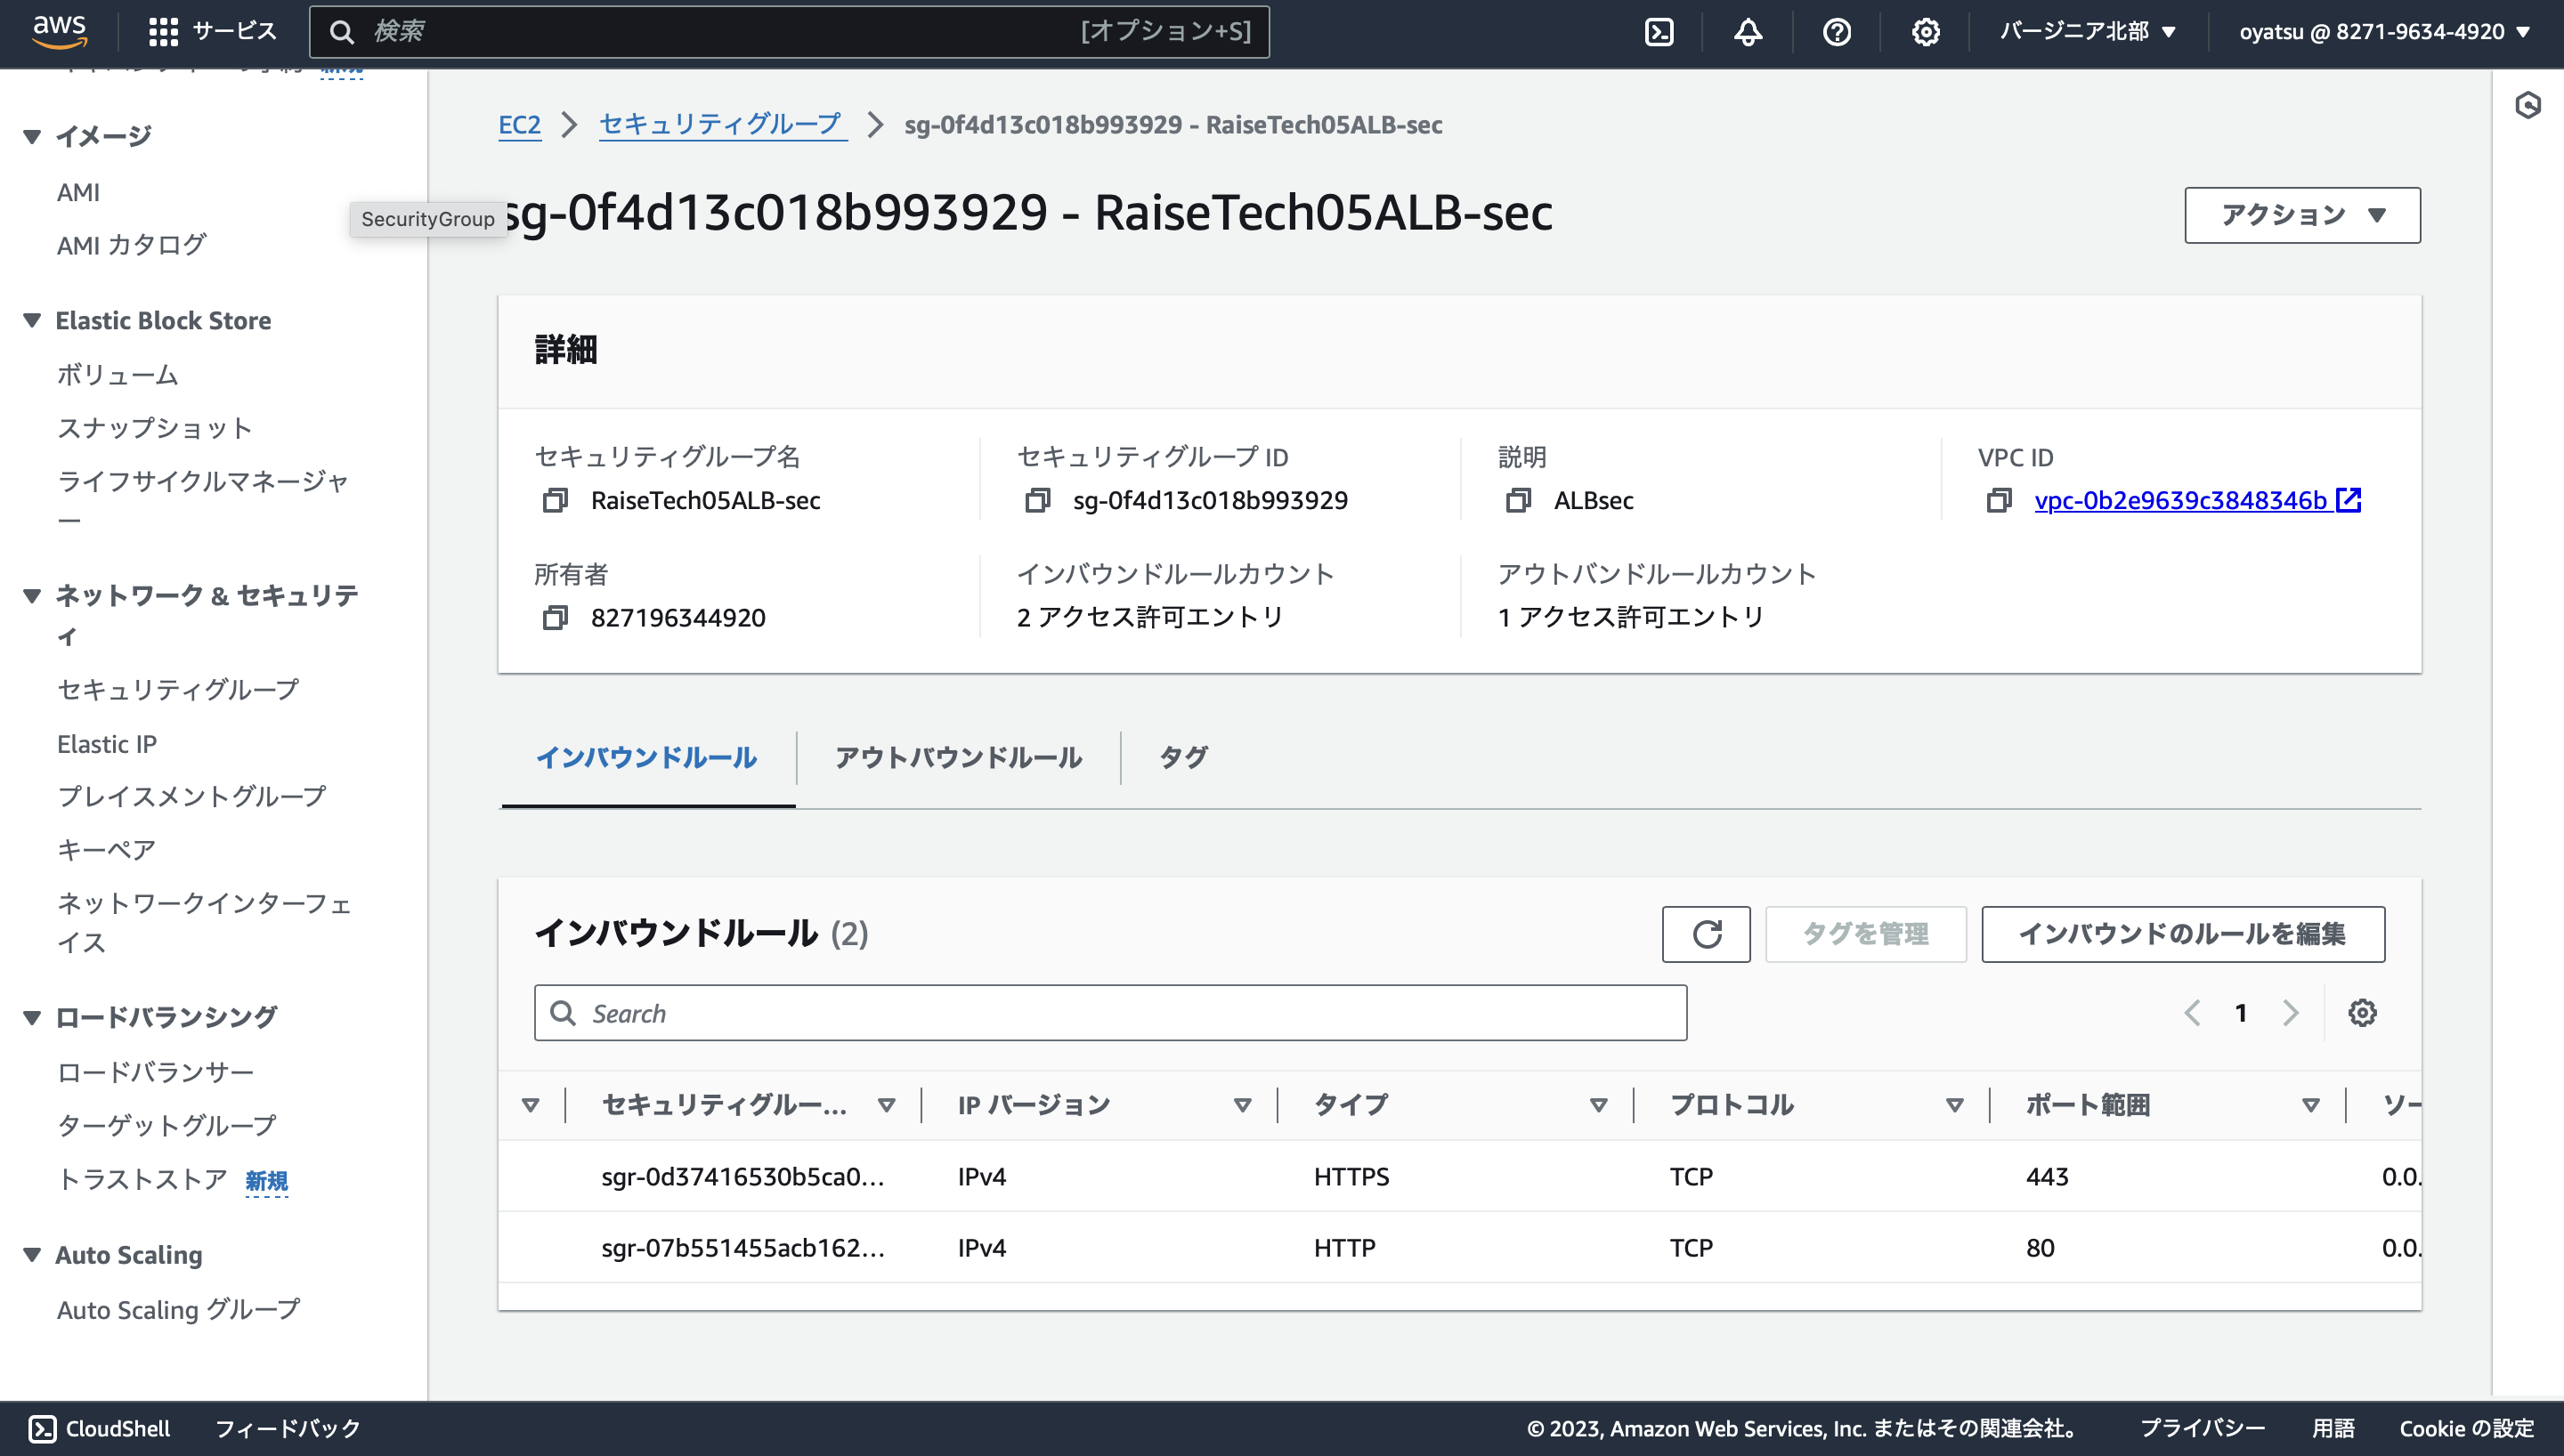 aws
サービス
検索
[オプション+S]
バージニア北部
oyatsu @ 8271-9634-4920
新規
イメージ
AMI
AMI カタログ
Elastic Block Store
ボリューム
スナップショット
ライフサイクルマネージャ
ー
ネットワーク & セキュリテ
ィ
セキュリティグループ
Elastic IP
プレイスメントグループ
キーペア
ネットワークインターフェ
イス
ロードバランシング
ロードバランサー
ターゲットグループ
トラストストア 新規
Auto Scaling
Auto Scaling グループ
SecurityGroup
EC2
セキュリティグループ
sg-0f4d13c018b993929 - RaiseTech05ALB-sec
sg-0f4d13c018b993929 - RaiseTech05ALB-sec
アクション
詳細
セキュリティグループ名
RaiseTech05ALB-sec
セキュリティグループ ID
sg-0f4d13c018b993929
説明
ALBsec
VPC ID
vpc-0b2e9639c3848346b
所有者
827196344920
インバウンドルールカウント
2 アクセス許可エントリ
アウトバンドルールカウント
1 アクセス許可エントリ
インバウンドルール
アウトバウンドルール
タグ
インバウンドルール (2)
タグを管理
インバウンドのルールを編集
Search
1
セキュリティグルー... IP バージョン タイプ プロトコル ポート範囲 ソー
sgr-0d37416530b5ca0... IPv4 HTTPS TCP 443 0.0.
sgr-07b551455acb162... IPv4 HTTP TCP 80 0.0.
CloudShell
フィードバック
© 2023, Amazon Web Services, Inc. またはその関連会社。
プライバシー
用語
Cookie の設定